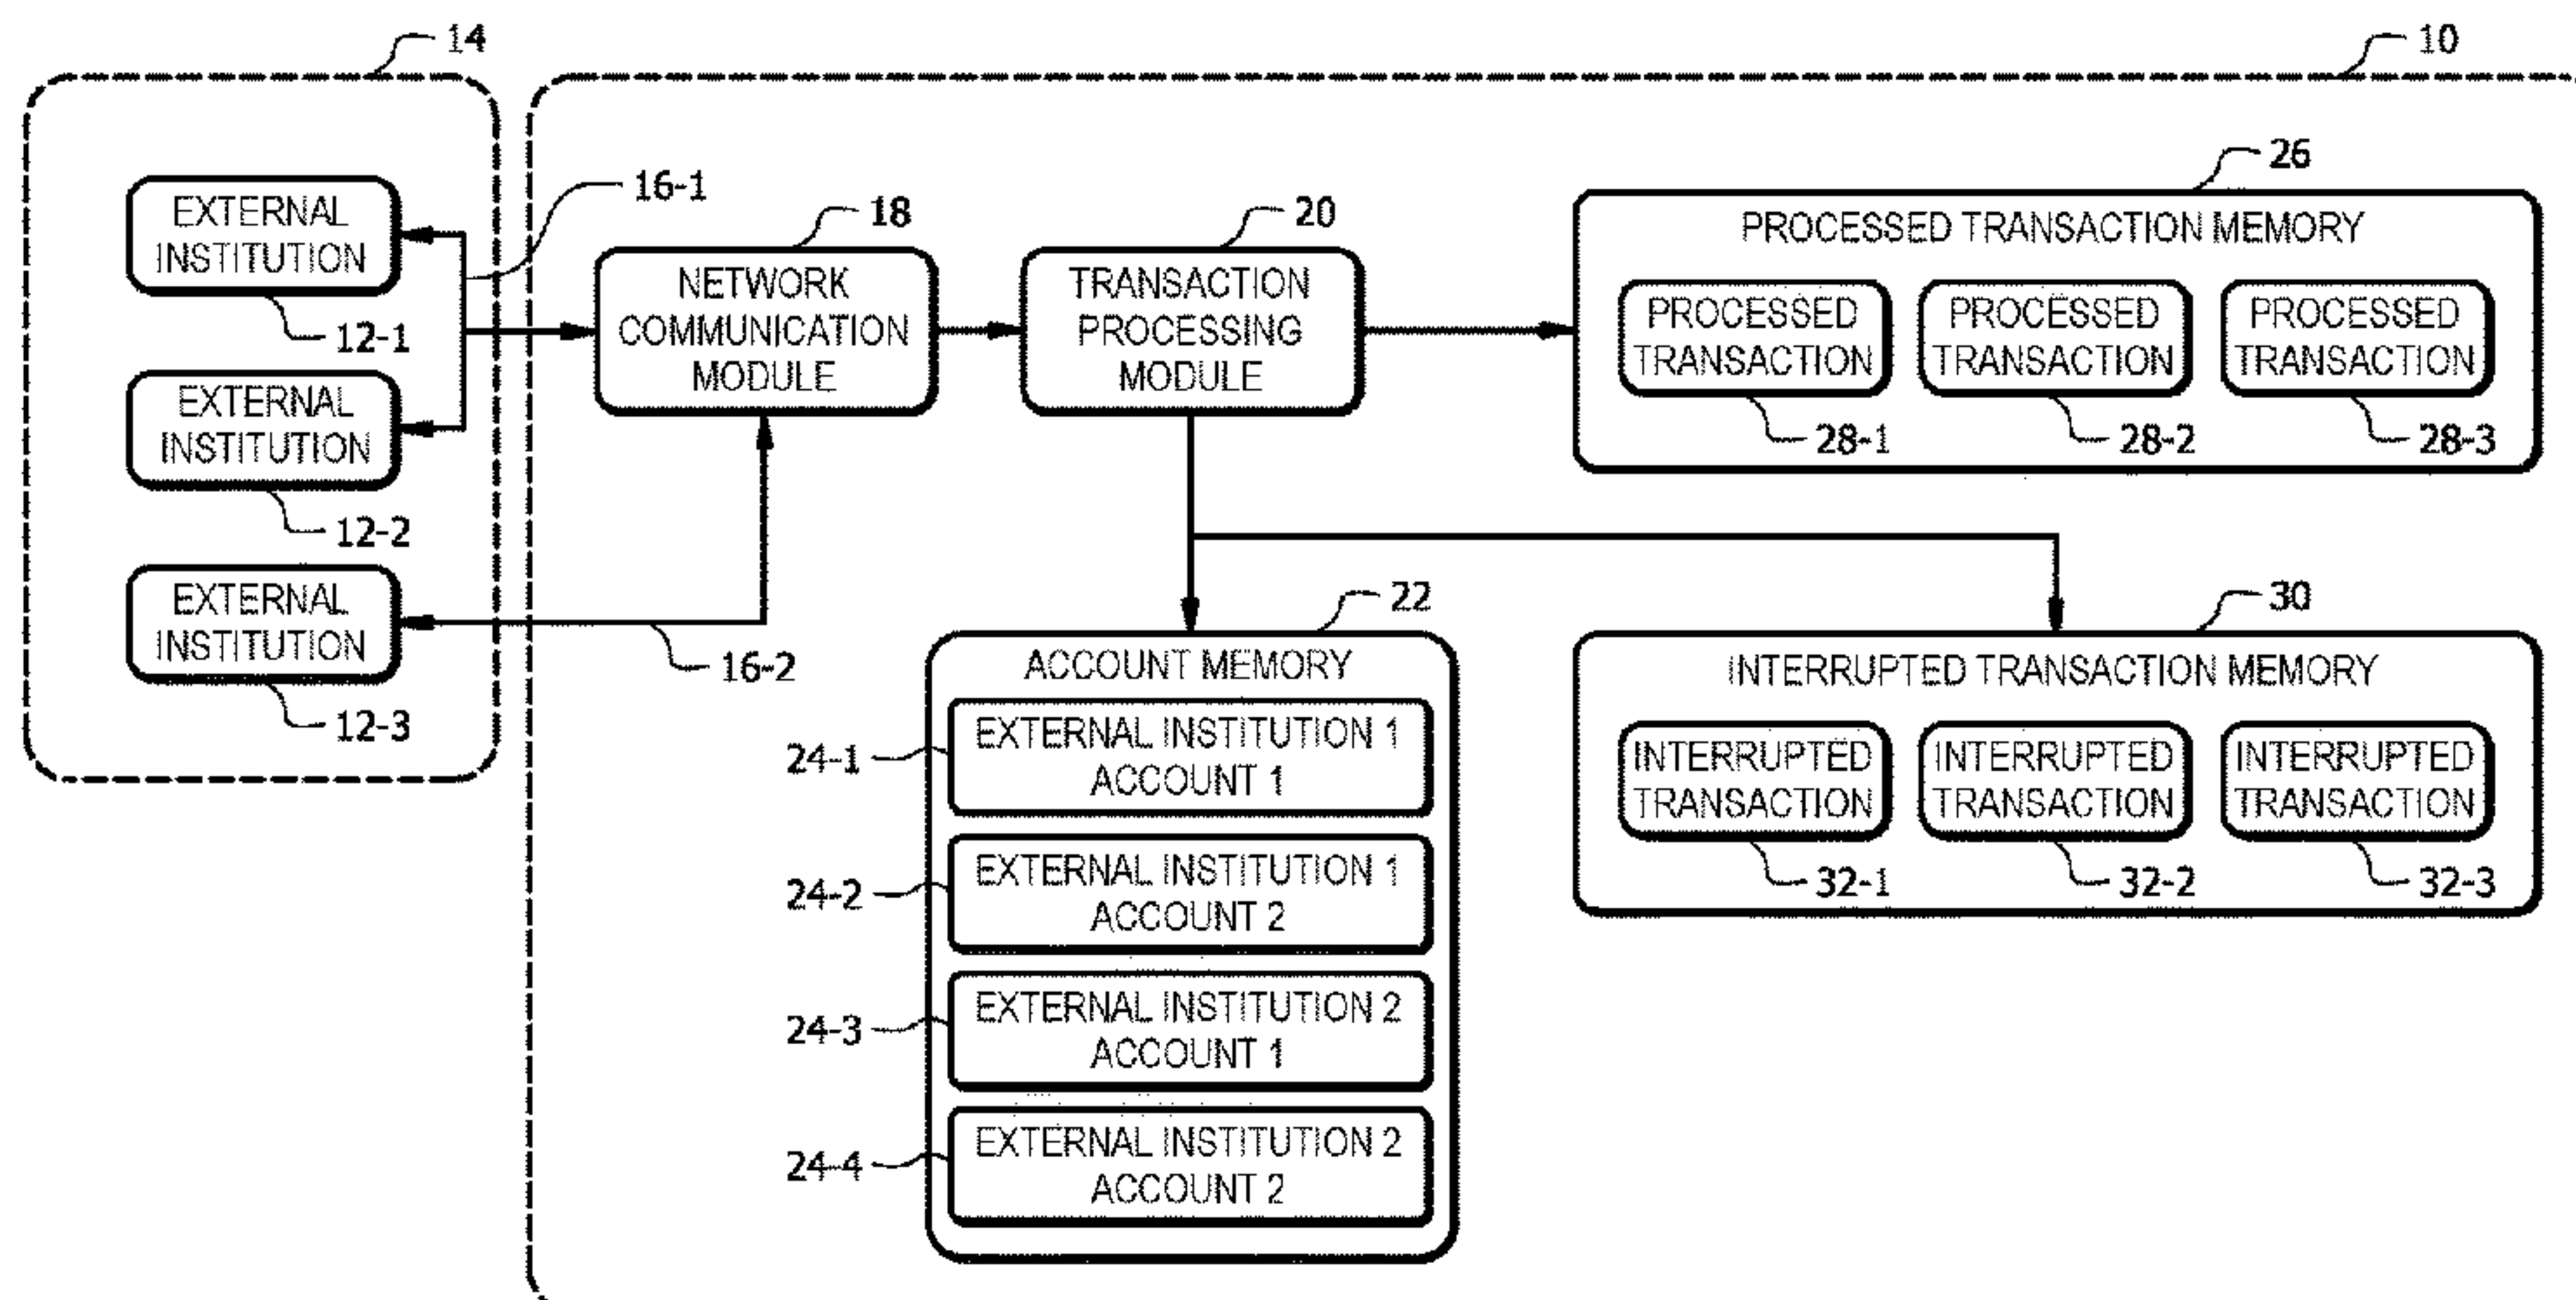 14
10
EXTERNAL
INSTITUTION
12-1
EXTERNAL
INSTITUTION
12-2
EXTERNAL
INSTITUTION
12-3
16-1
16-2
18
NETWORK
COMMUNICATION
MODULE
20
TRANSACTION
PROCESSING
MODULE
26
PROCESSED TRANSACTION MEMORY
PROCESSED
TRANSACTION
28-1
PROCESSED
TRANSACTION
28-2
PROCESSED
TRANSACTION
28-3
22
ACCOUNT MEMORY
24-1
EXTERNAL INSTITUTION 1
ACCOUNT 1
24-2
EXTERNAL INSTITUTION 1
ACCOUNT 2
24-3
EXTERNAL INSTITUTION 2
ACCOUNT 1
24-4
EXTERNAL INSTITUTION 2
ACCOUNT 2
30
INTERRUPTED TRANSACTION MEMORY
INTERRUPTED
TRANSACTION
32-1
INTERRUPTED
TRANSACTION
32-2
INTERRUPTED
TRANSACTION
32-3